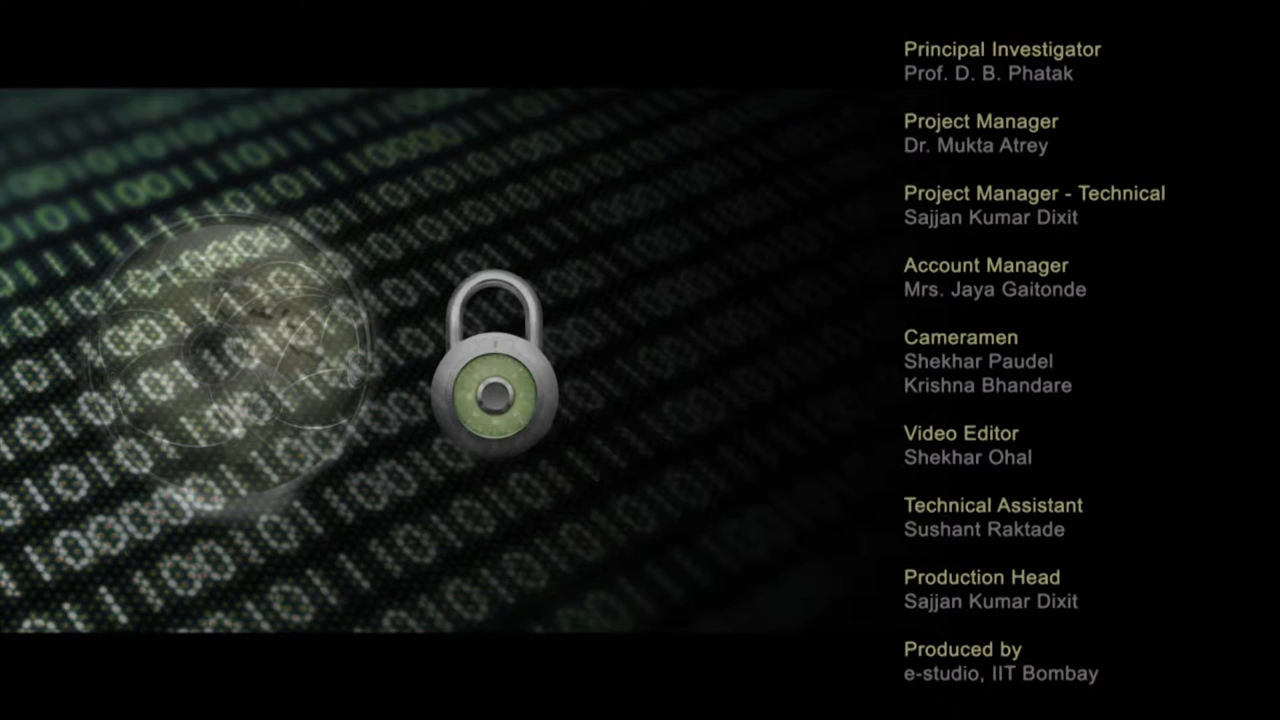 Principal Investigator
Prof. D. B. Phatak
Project Manager
Dr. Mukta Atrey
Project Manager - Technical
Sajjan Kumar Dixit
Account Manager
Mrs. Jaya Gaitonde
Cameramen
Shekhar Paudel
Krishna Bhandare
Video Editor
Shekhar Ohal
Technical Assistant
Sushant Raktade
Production Head
Sajjan Kumar Dixit
Produced by
e-studio, IIT Bombay